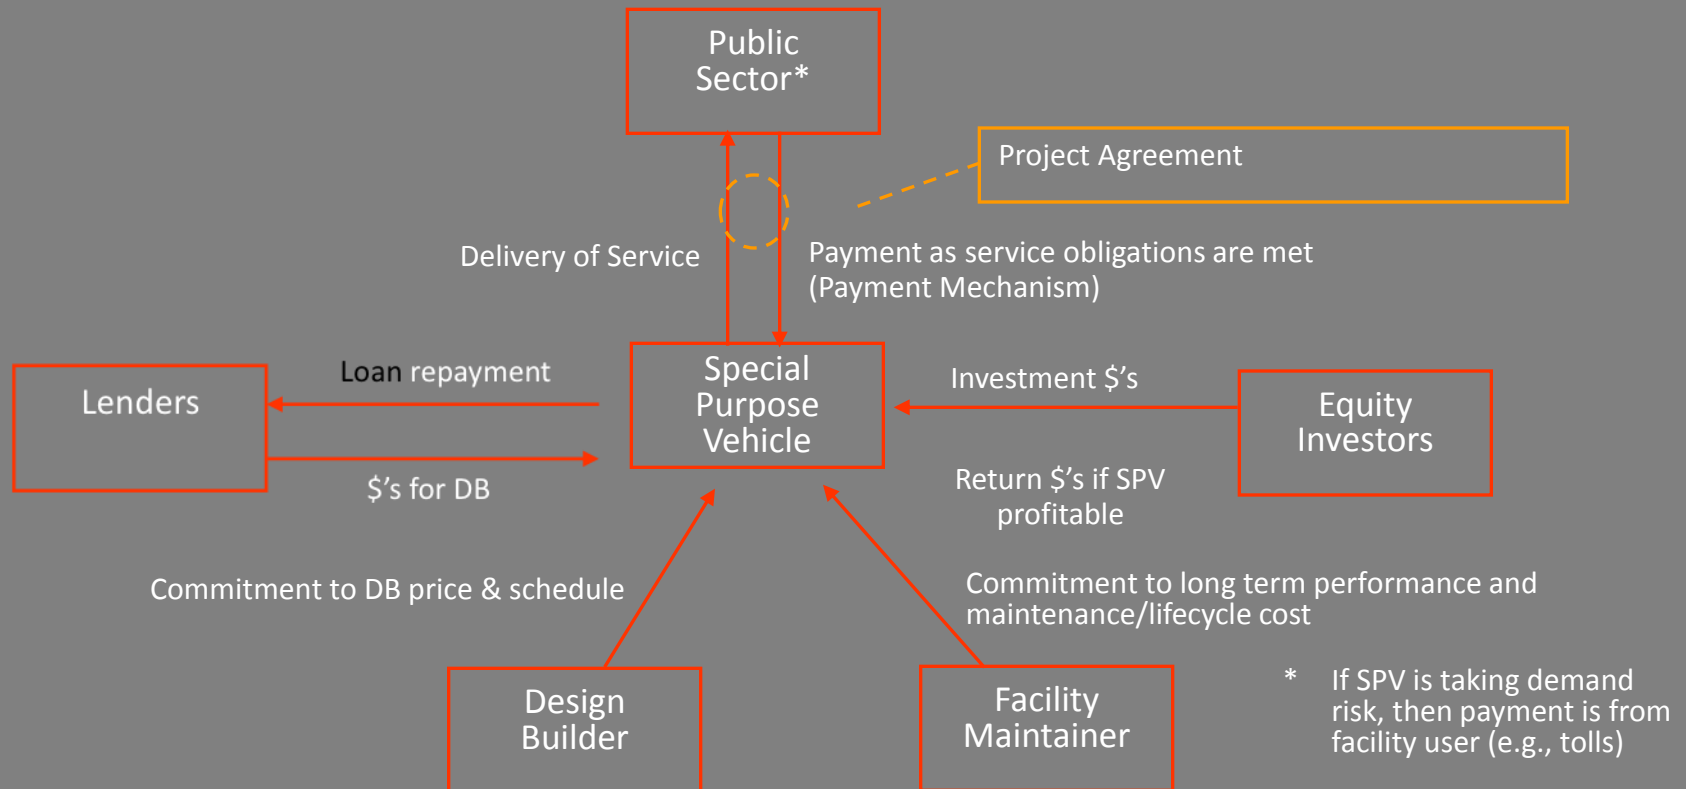 Public
Sector*
Project Agreement
Delivery of Service
Payment as service obligations are met
(Payment Mechanism)
Lenders
Loan repayment
$'s for DB
Special
Purpose
Vehicle
Investment $'s
Return $'s if SPV
profitable
Equity
Investors
Commitment to DB price & schedule
Commitment to long term performance and
maintenance/lifecycle cost
Design
Builder
Facility
Maintainer
* If SPV is taking demand
risk, then payment is from
facility user (e.g., tolls)